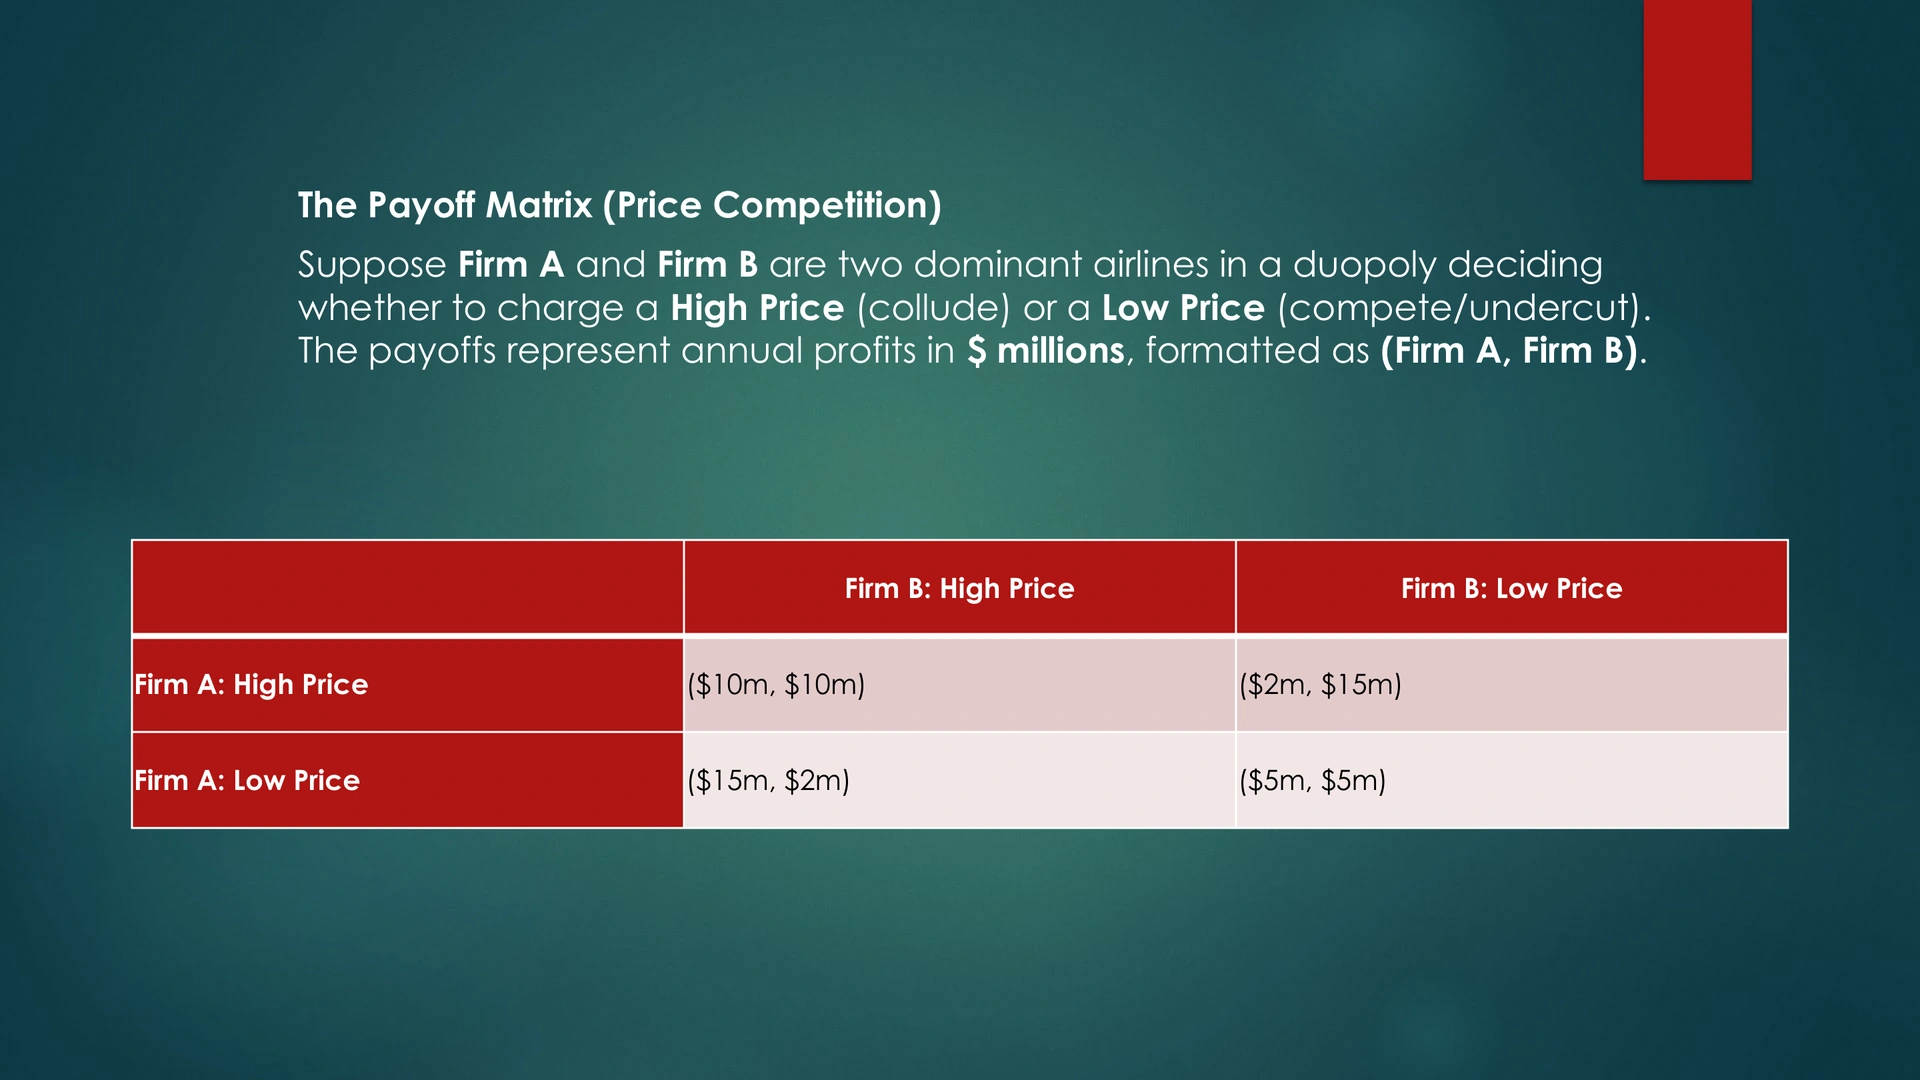 The Payoff Matrix (Price Competition)
Suppose Firm A and Firm B are two dominant airlines in a duopoly deciding
whether to charge a High Price (collude) or a Low Price (compete/undercut).
The payoffs represent annual profits in $ millions, formatted as (Firm A, Firm B).
Firm B: High Price
Firm B: Low Price
Firm A: High Price
($10m, $10m)
($2m, $15m)
Firm A: Low Price
($15m, $2m)
($5m, $5m)